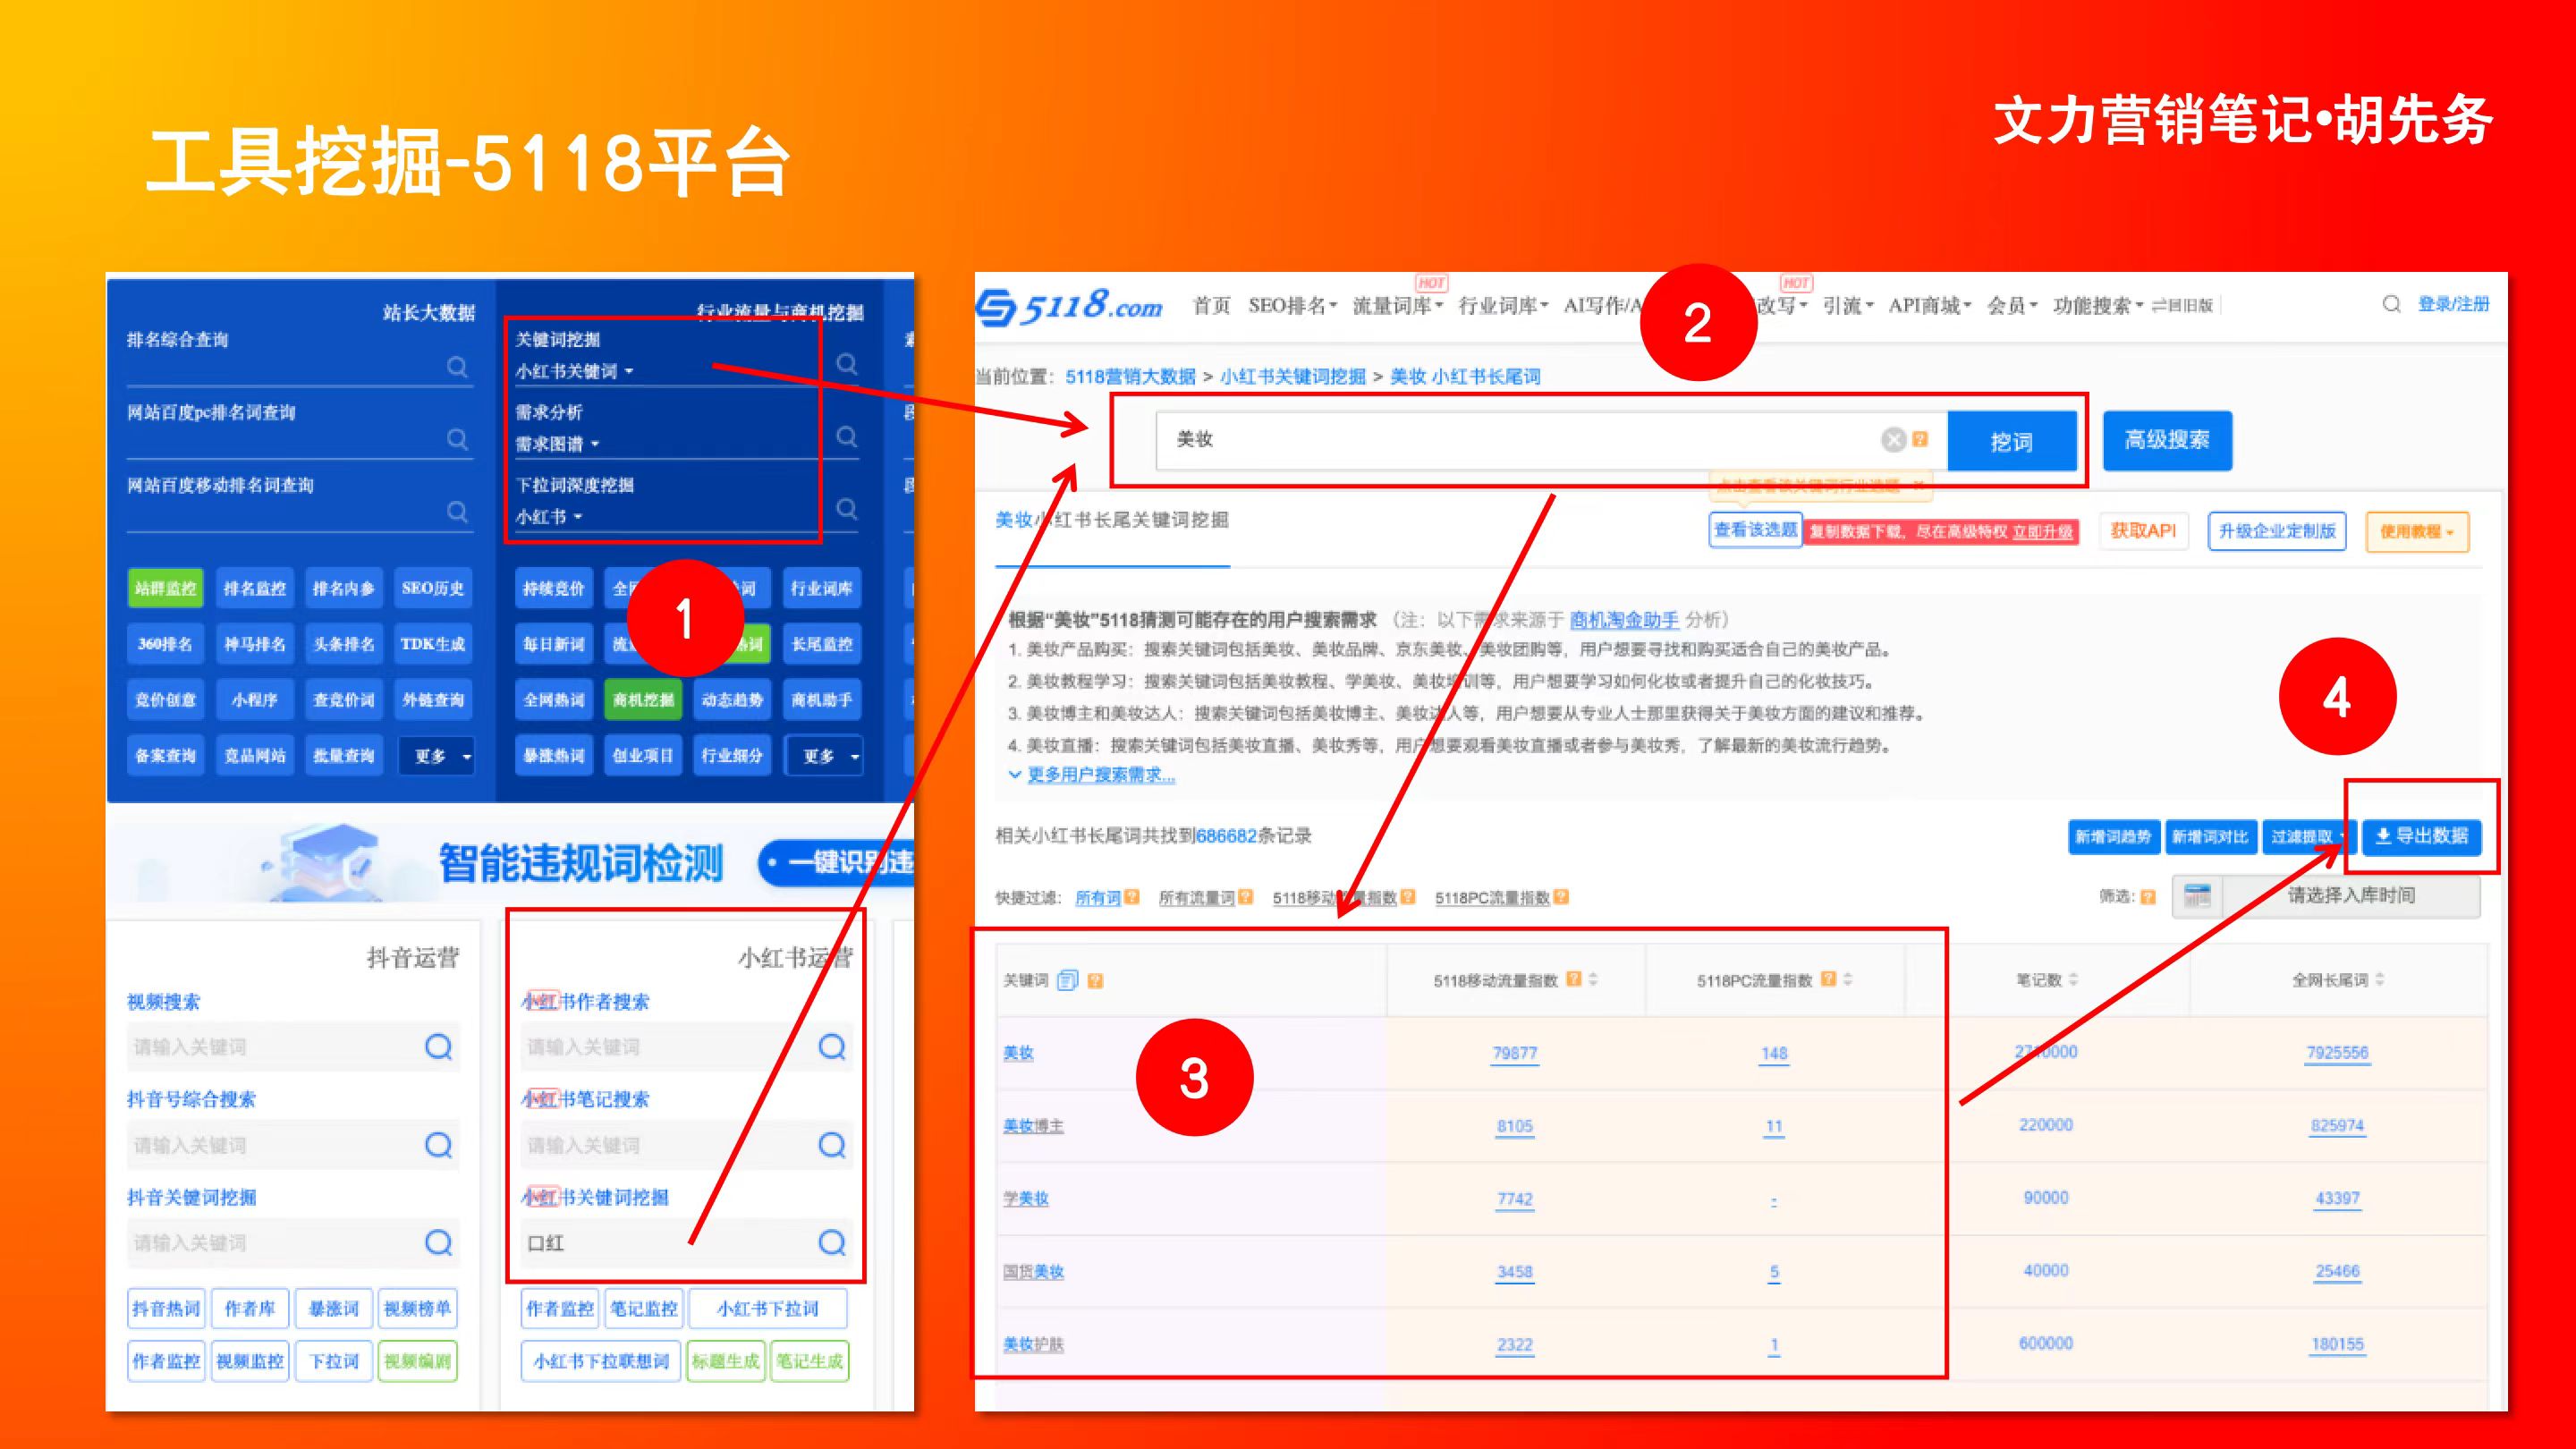 文力营销笔记•胡先务
工具挖掘-5118平台
站长大数据
排名综合查询
网站百度pc排名词查询
网站百度移动排名词查询
站群监控 排名监控 排名内参 SEO历史
360排名 神马排名 头条排名 TDK生成
竞价创意 小程序 查竞价词 外链查询
备案查询 竞品网站 批量查询 更多
行业流量与商机挖掘
关键词挖掘
小红书关键词
需求分析
需求图谱
下拉词深度挖掘
小红书
1
持续竞价 词 行业词库
每日新词 热词 长尾监控
全网热词 商机挖掘 动态趋势 商机助手
暴涨热词 创业项目 行业细分 更多
智能违规词检测 • 一键识别违
抖音运营
视频搜索
请输入关键词
抖音号综合搜索
请输入关键词
抖音关键词挖掘
请输入关键词
抖音热词 作者库 暴涨词 视频榜单
作者监控 视频监控 下拉词 视频编剧
小红书运营
小红书作者搜索
请输入关键词
小红书笔记搜索
请输入关键词
小红书关键词挖掘
口红
作者监控 笔记监控 小红书下拉词
小红书下拉联想词 标题生成 笔记生成
HOT HOT
5118.com 首页 SEO排名 流量词库 行业词库 AI写作/A 2 改写 引流 API商城 会员 功能搜索 回旧版 登录/注册
当前位置：5118营销大数据 > 小红书关键词挖掘 > 美妆 小红书长尾词
美妆 挖词 高级搜索
点击查看该关键词行业选题
美妆小红书长尾关键词挖掘 查看该选题 复制数据下载，尽在高级特权 立即升级 获取API 升级企业定制版 使用教程
根据“美妆”5118猜测可能存在的用户搜索需求 （注：以下需求来源于 商机淘金助手 分析）
1. 美妆产品购买：搜索关键词包括美妆、美妆品牌、京东美妆、美妆团购等，用户想要寻找和购买适合自己的美妆产品。
2. 美妆教程学习：搜索关键词包括美妆教程、学美妆、美妆培训等，用户想要学习如何化妆或者提升自己的化妆技巧。
3. 美妆博主和美妆达人：搜索关键词包括美妆博主、美妆达人等，用户想要从专业人士那里获得关于美妆方面的建议和推荐。
4. 美妆直播：搜索关键词包括美妆直播、美妆秀等，用户想要观看美妆直播或者参与美妆秀，了解最新的美妆流行趋势。
更多用户搜索需求...
4
相关小红书长尾词共找到686682条记录 新增词趋势 新增词对比 过滤提取 导出数据
快捷过滤: 所有词 所有流量词 5118移动流量指数 5118PC流量指数 筛选: 请选择入库时间
关键词 5118移动流量指数 5118PC流量指数 笔记数 全网长尾词
美妆 79877 148 2710000 7925556
3
美妆博主 8105 11 220000 825974
学美妆 7742 - 90000 43397
国货美妆 3458 5 40000 25466
美妆护肤 2322 1 600000 180155